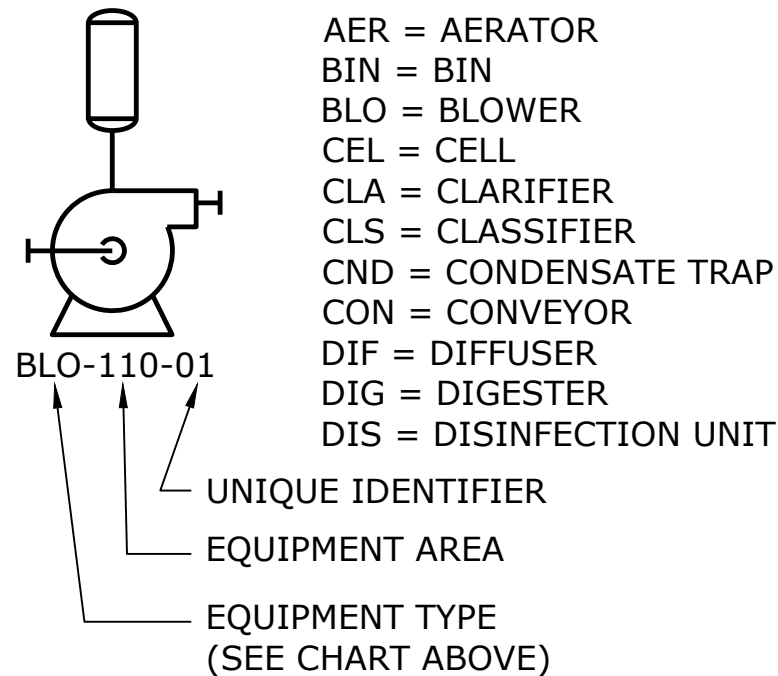 AER = AERATOR
BIN = BIN
BLO = BLOWER
CEL = CELL
CLA = CLARIFIER
CLS = CLASSIFIER
CND = CONDENSATE TRAP
CON = CONVEYOR
DIF = DIFFUSER
DIG = DIGESTER
DIS = DISINFECTION UNIT
BLO-110-01
UNIQUE IDENTIFIER
EQUIPMENT AREA
EQUIPMENT TYPE
(SEE CHART ABOVE)